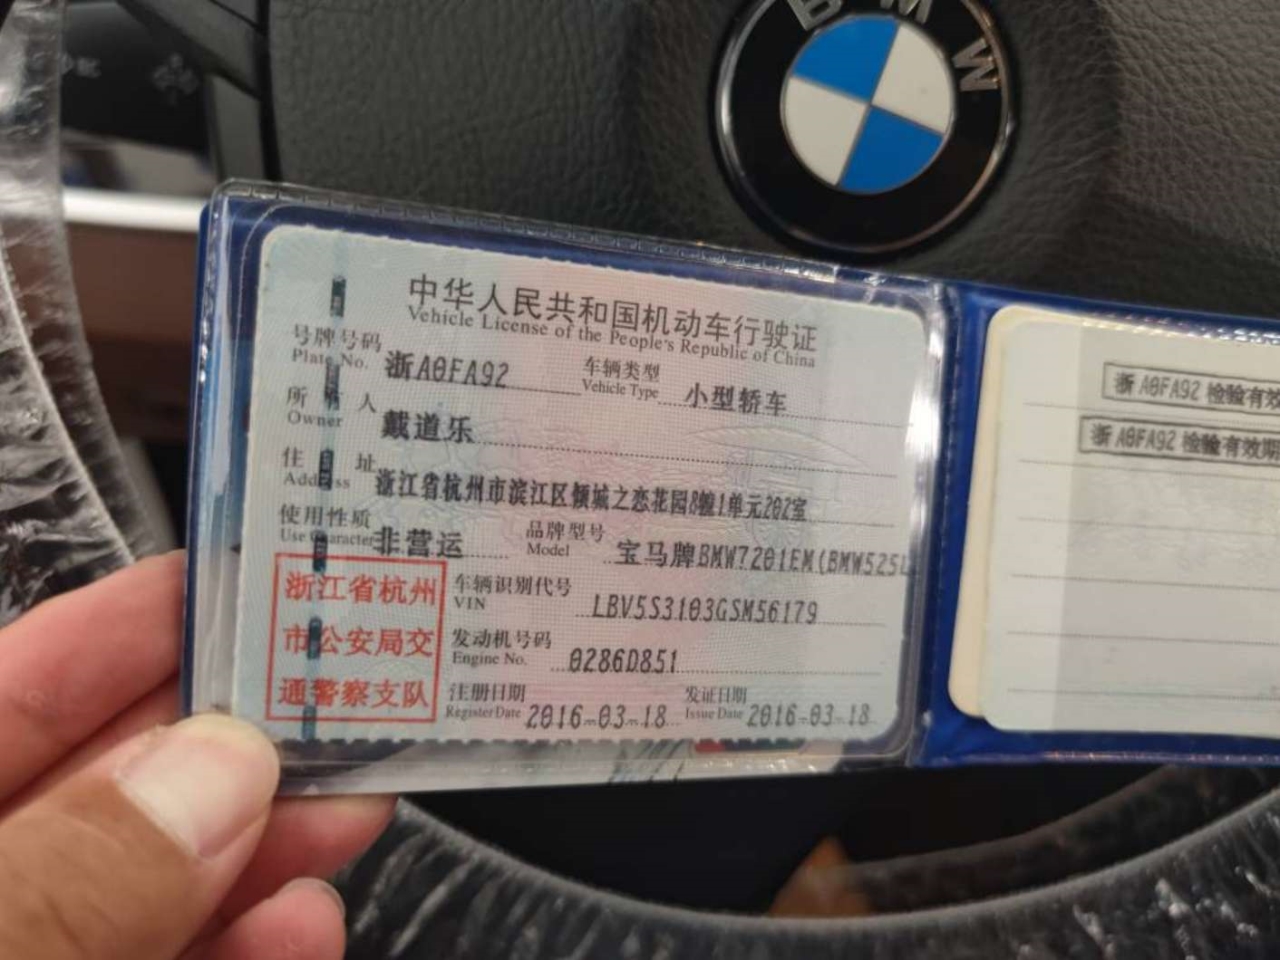 BMW
中华人民共和国机动车行驶证
Vehicle License of the People's Republic of China
号牌号码 浙A0FA92 车辆类型 小型轿车
Plate No. Vehicle Type
所 人 戴道乐
Owner
住 址 浙江省杭州市滨江区倾城之恋花园8幢1单元202室
Address
使用性质 非营运 品牌型号 宝马牌BMW7201EM(BMW525L
Use Character Model
浙江省杭州
市公安局交
通警察支队
车辆识别代号 LBV5S3103GSM56179
VIN
发动机号码 0286D851
Engine No.
注册日期 2016-03-18 发证日期 2016-03-18
Register Date Issue Date
浙A0FA92 检验有效
浙A0FA92 检验有效期